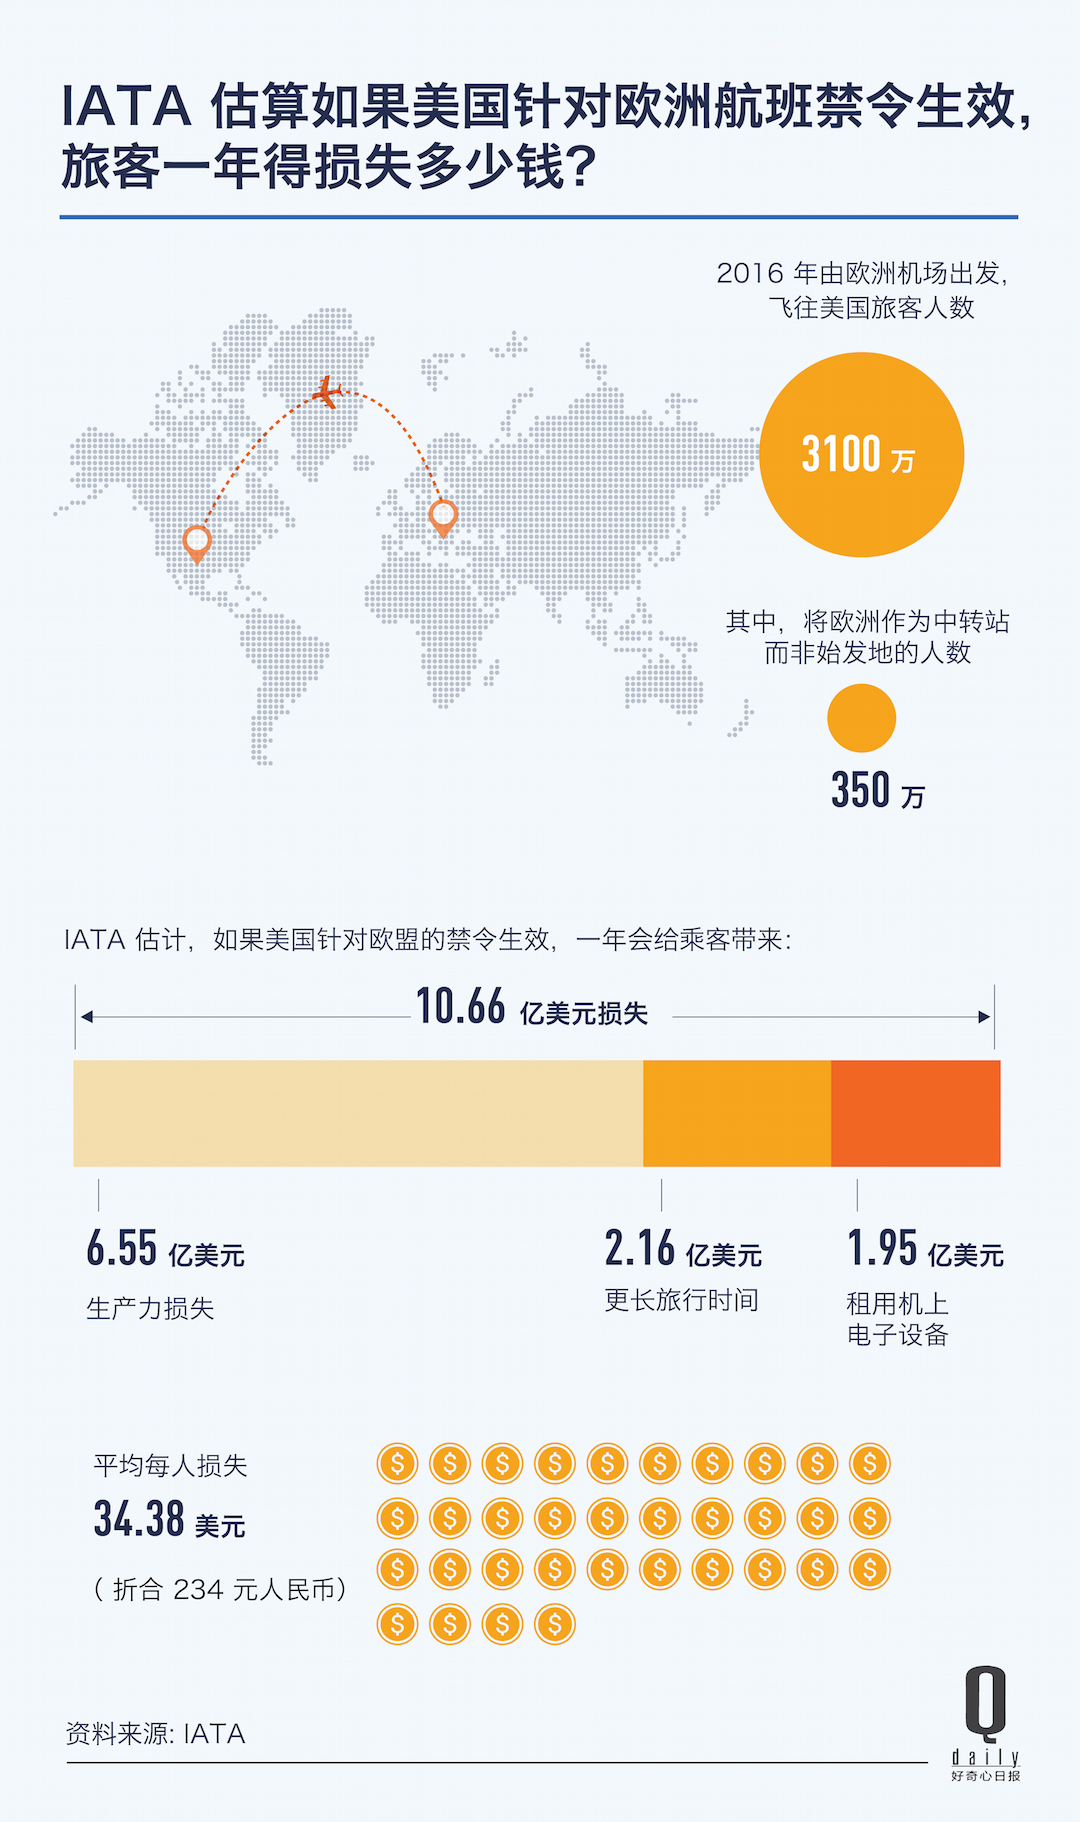 IATA 估算如果美国针对欧洲航班禁令生效,
旅客一年得损失多少钱?
2016 年由欧洲机场出发,
飞往美国旅客人数
3100 万
其中，将欧洲作为中转站
而非始发地的人数
350 万
IATA 估计，如果美国针对欧盟的禁令生效，一年会给乘客带来：
10.66 亿美元损失
6.55 亿美元
生产力损失
2.16 亿美元
更长旅行时间
1.95 亿美元
租用机上
电子设备
平均每人损失
34.38 美元
（ 折合 234 元人民币）
$ $ $ $ $ $ $ $ $ $
$ $ $ $ $ $ $ $ $ $
$ $ $ $ $ $ $ $ $ $
$ $ $ $
资料来源: IATA
Q
daily
好奇心日报